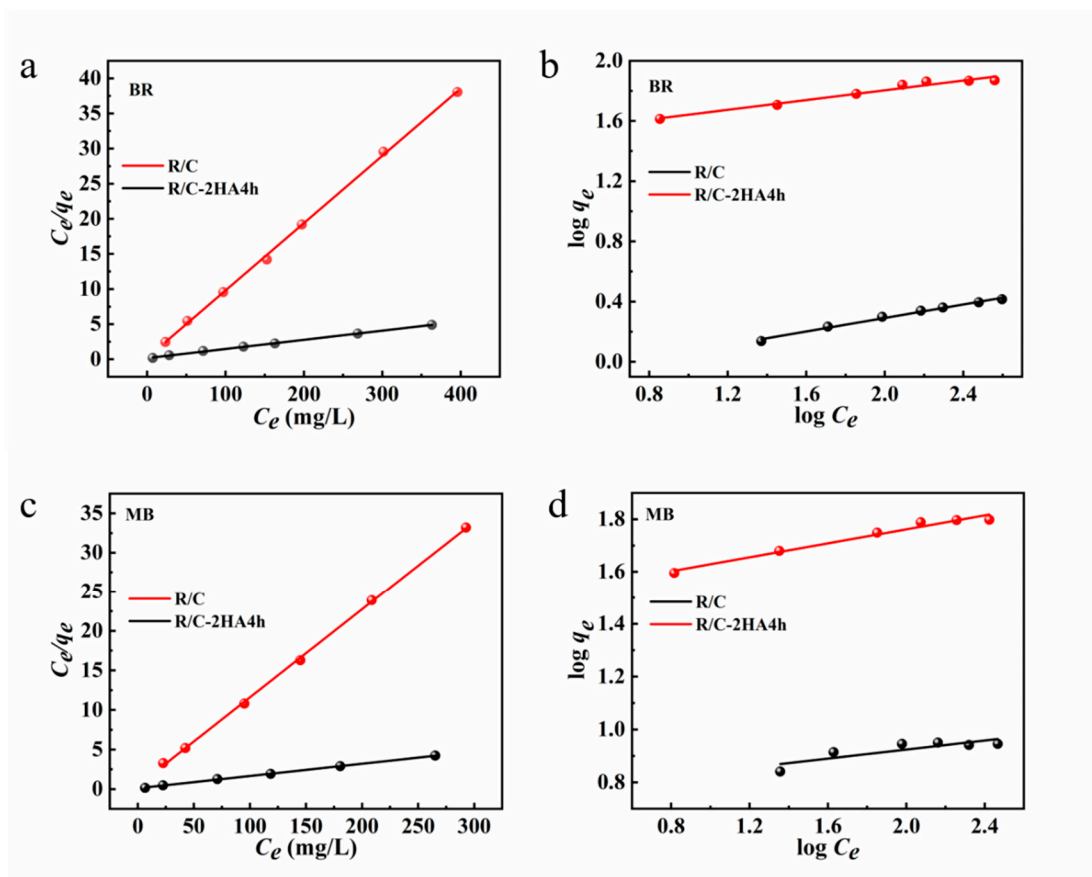 a
BR
R/C
R/C-2HA4h
Ce/qe
40
35
30
25
20
15
10
5
0
0 100 200 300 400
Ce (mg/L)
b
BR
R/C
R/C-2HA4h
log qe
2.0
1.6
1.2
0.8
0.4
0.0
0.8 1.2 1.6 2.0 2.4
log Ce
c
MB
R/C
R/C-2HA4h
Ce/qe
35
30
25
20
15
10
5
0
0 50 100 150 200 250 300
Ce (mg/L)
d
MB
R/C
R/C-2HA4h
log qe
1.8
1.6
1.4
1.2
1.0
0.8
0.8 1.2 1.6 2.0 2.4
log Ce